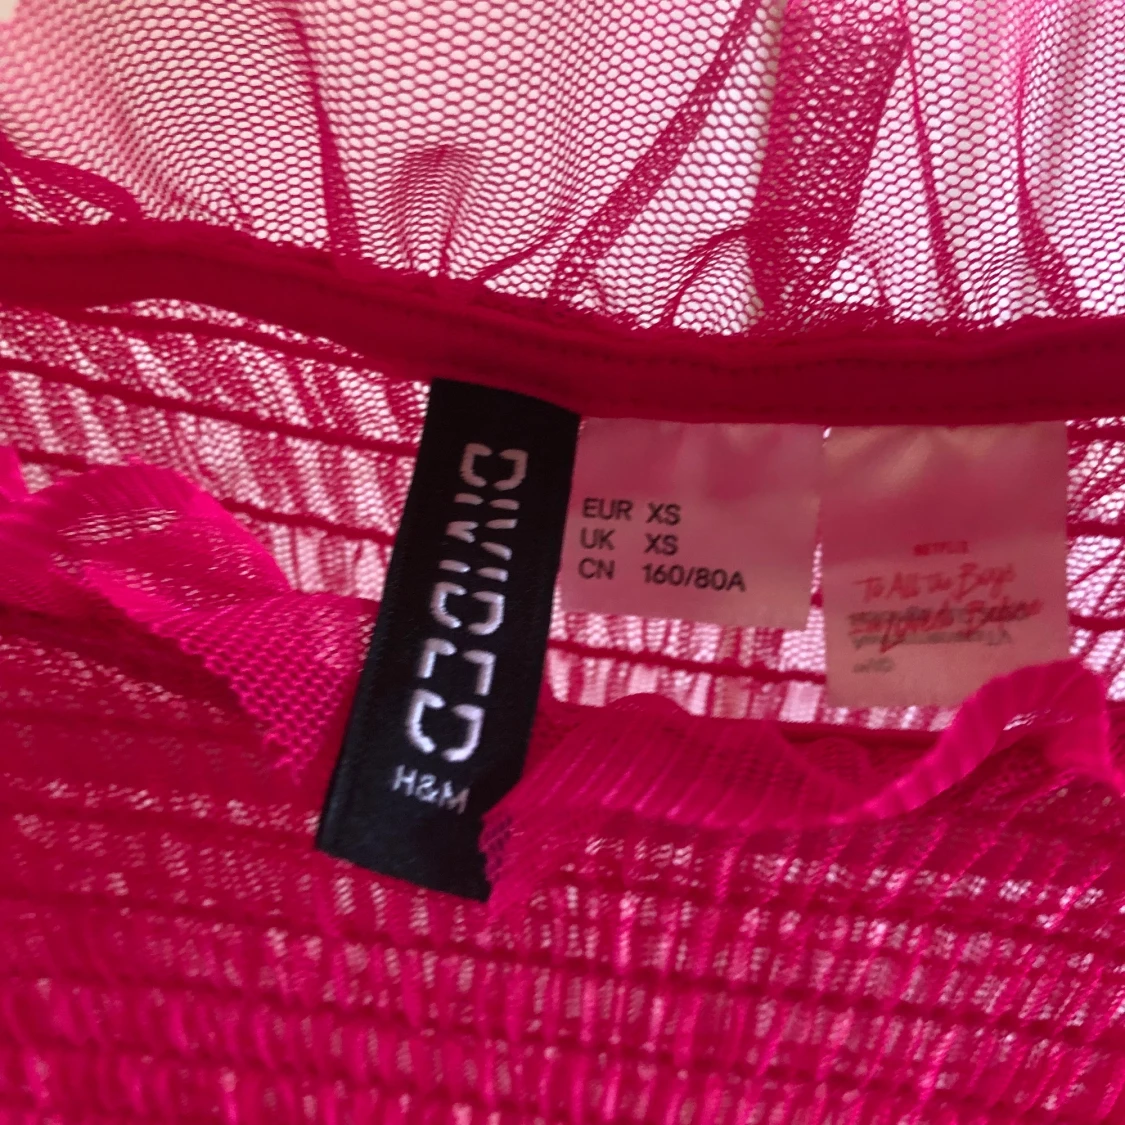 DIVIDED
H&M
EUR XS
UK XS
CN 160/80A
NETFLIX
To All the Boys